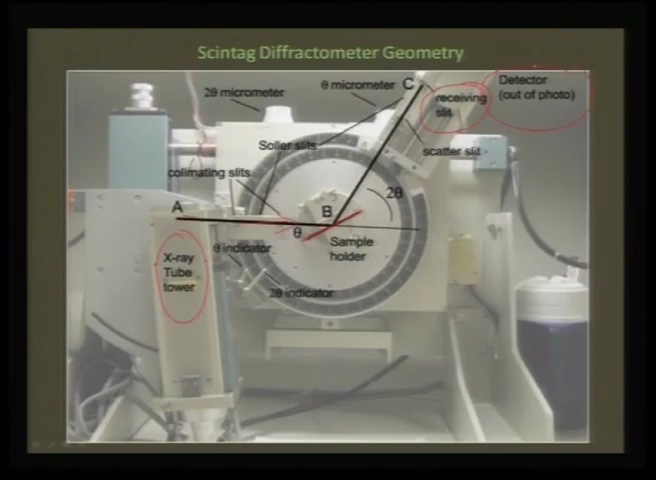 Scintag Diffractometer Geometry
2θ micrometer
θ micrometer
C
Detector
(out of photo)
receiving
slit
Soller slits
scatter slit
colimating slits
2θ
A
B
θ
Sample
holder
θ indicator
X-ray
Tube
tower
2θ indicator